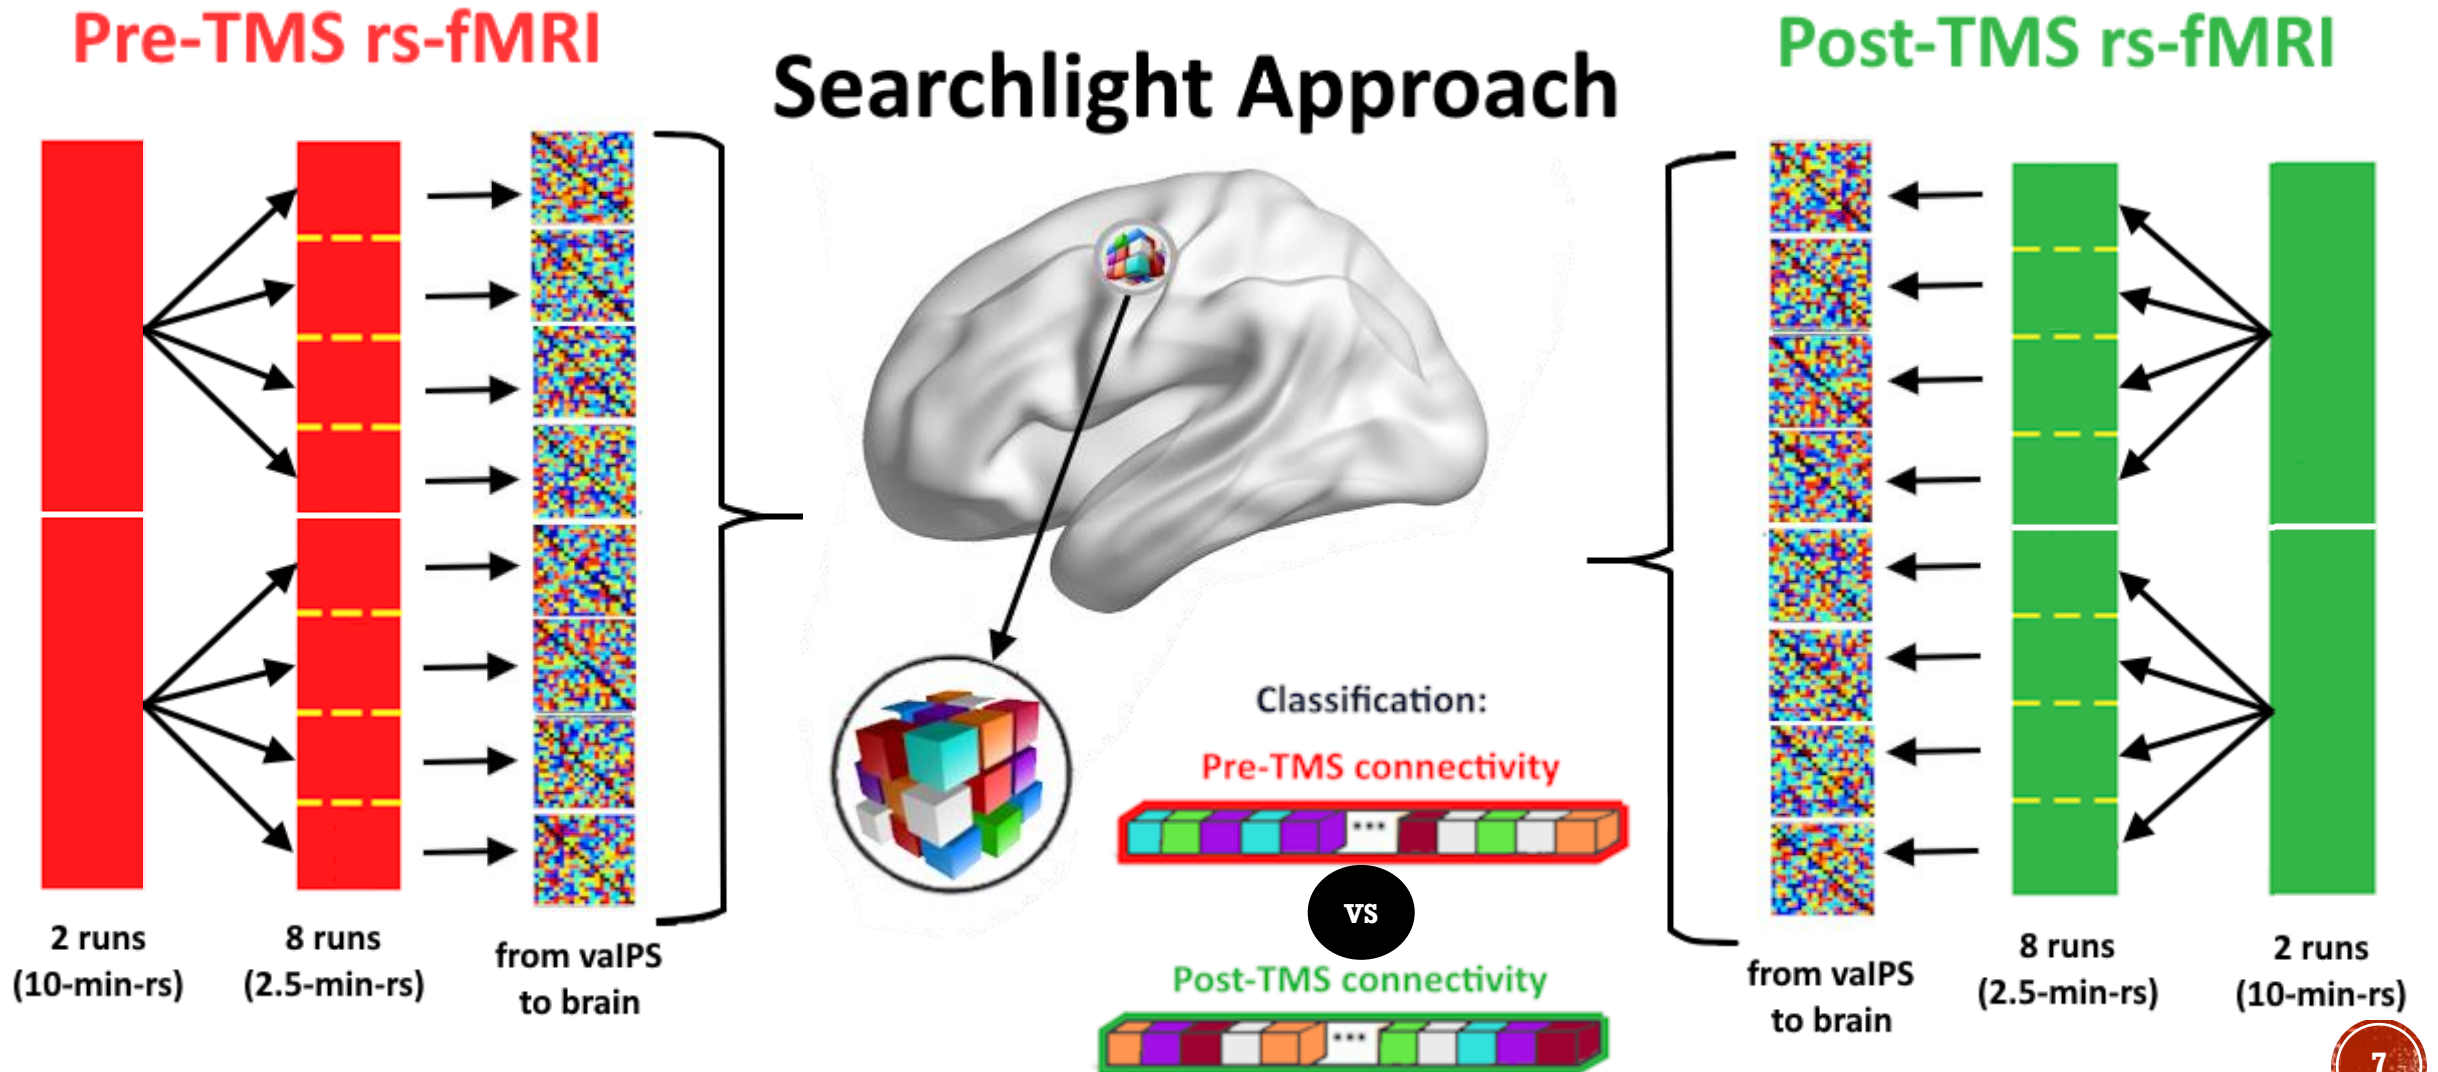 Pre-TMS rs-fMRI
Searchlight Approach
Post-TMS rs-fMRI
2 runs
(10-min-rs)
8 runs
(2.5-min-rs)
from vaIPS
to brain
Classification:
Pre-TMS connectivity
...
vs
Post-TMS connectivity
...
from vaIPS
to brain
8 runs
(2.5-min-rs)
2 runs
(10-min-rs)
7